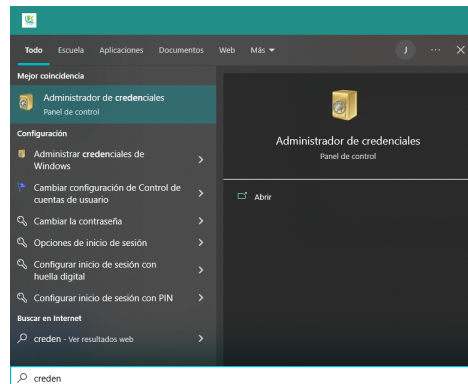 Todo Escuela Aplicaciones Documentos Web Más J ...
Mejor coincidencia
Administrador de credenciales
Panel de control
Configuración
Administrar credenciales de
Windows
Cambiar configuración de Control de
cuentas de usuario
Cambiar la contraseña
Opciones de inicio de sesión
Configurar inicio de sesión con
huella digital
Configurar inicio de sesión con PIN
Buscar en Internet
creden - Ver resultados web
Administrador de credenciales
Panel de control
Abrir
creden